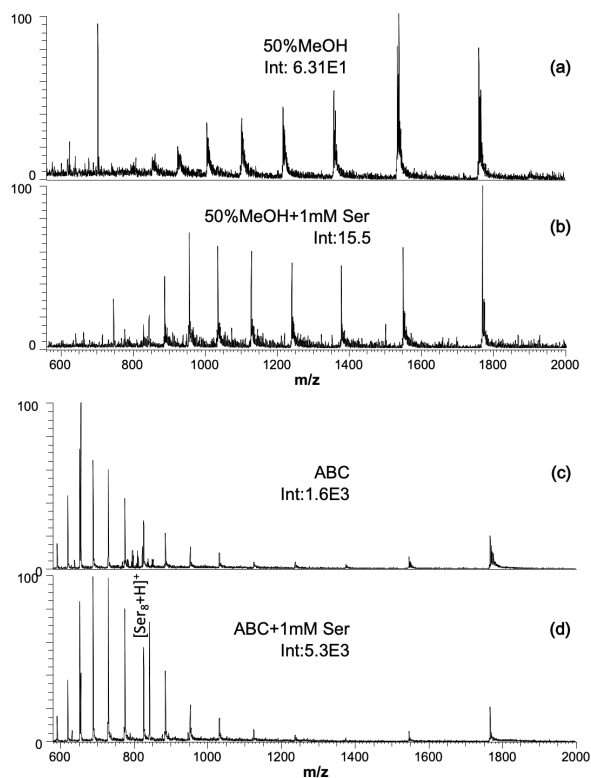 100
50%MeOH
Int: 6.31E1
(a)
0
100
50%MeOH+1mM Ser
Int:15.5
(b)
0
600 800 1000 1200 1400 1600 1800 2000
m/z
100
ABC
Int:1.6E3
(c)
0
100
[Ser8+H]+
ABC+1mM Ser
Int:5.3E3
(d)
0
600 800 1000 1200 1400 1600 1800 2000
m/z